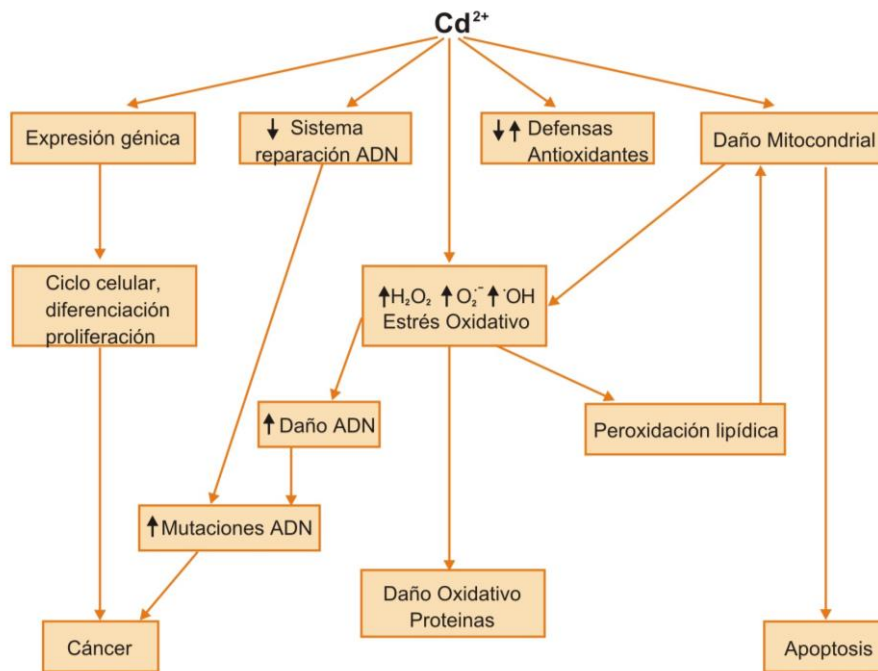 Cd²⁺
Expresión génica
↓ Sistema
reparación ADN
↓↑ Defensas
Antioxidantes
Daño Mitocondrial
Ciclo celular,
diferenciación
proliferación
↑H₂O₂ ↑O₂·⁻ ↑·OH
Estrés Oxidativo
↑Daño ADN
Peroxidación lipídica
↑Mutaciones ADN
Daño Oxidativo
Proteinas
Cáncer
Apoptosis